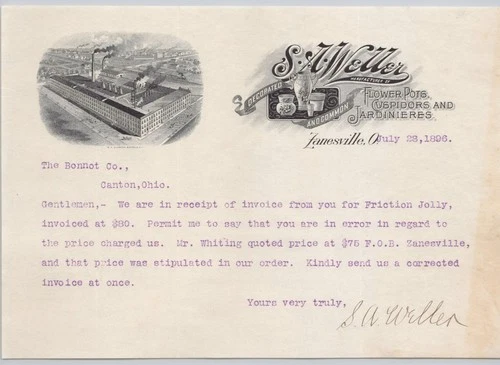 S.A. Weller
MANUFACTURER OF
DECORATED
AND COMMON
FLOWER POTS,
CUSPIDORS AND
JARDINIERES.
Zanesville, O. July 28, 1896.
The Bonnot Co.,
Canton, Ohio.
Gentlemen,- We are in receipt of invoice from you for Friction Jolly,
invoiced at $80. Permit me to say that you are in error in regard to
the price charged us. Mr. Whiting quoted price at $75 F.O.B. Zanesville,
and that price was stipulated in our order. Kindly send us a corrected
invoice at once.
Yours very truly,
S. A. Weller